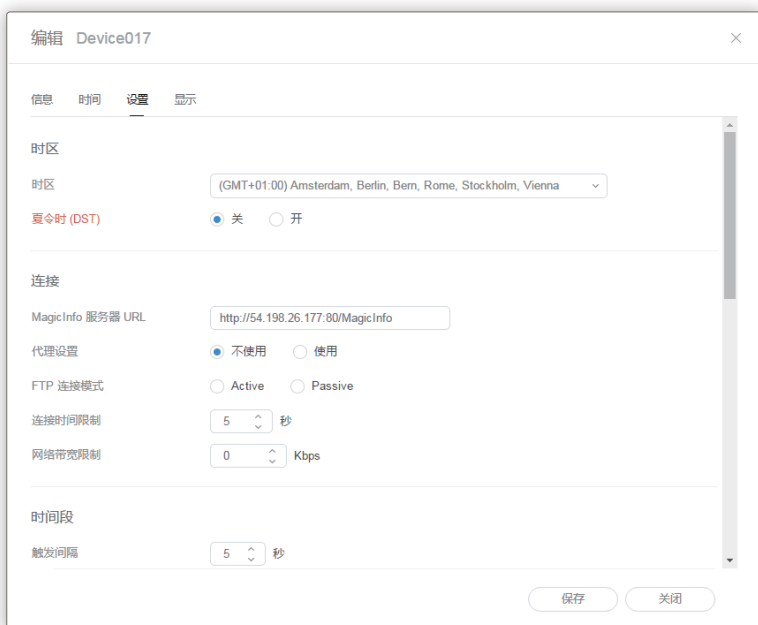 编辑 Device017
信息 时间 设置 显示
时区
时区 (GMT+01:00) Amsterdam, Berlin, Bern, Rome, Stockholm, Vienna
夏令时 (DST) 关 开
连接
MagicInfo 服务器 URL http://54.198.26.177:80/MagicInfo
代理设置 不使用 使用
FTP 连接模式 Active Passive
连接时间限制 5 秒
网络带宽限制 0 Kbps
时间段
触发间隔 5 秒
保存 关闭